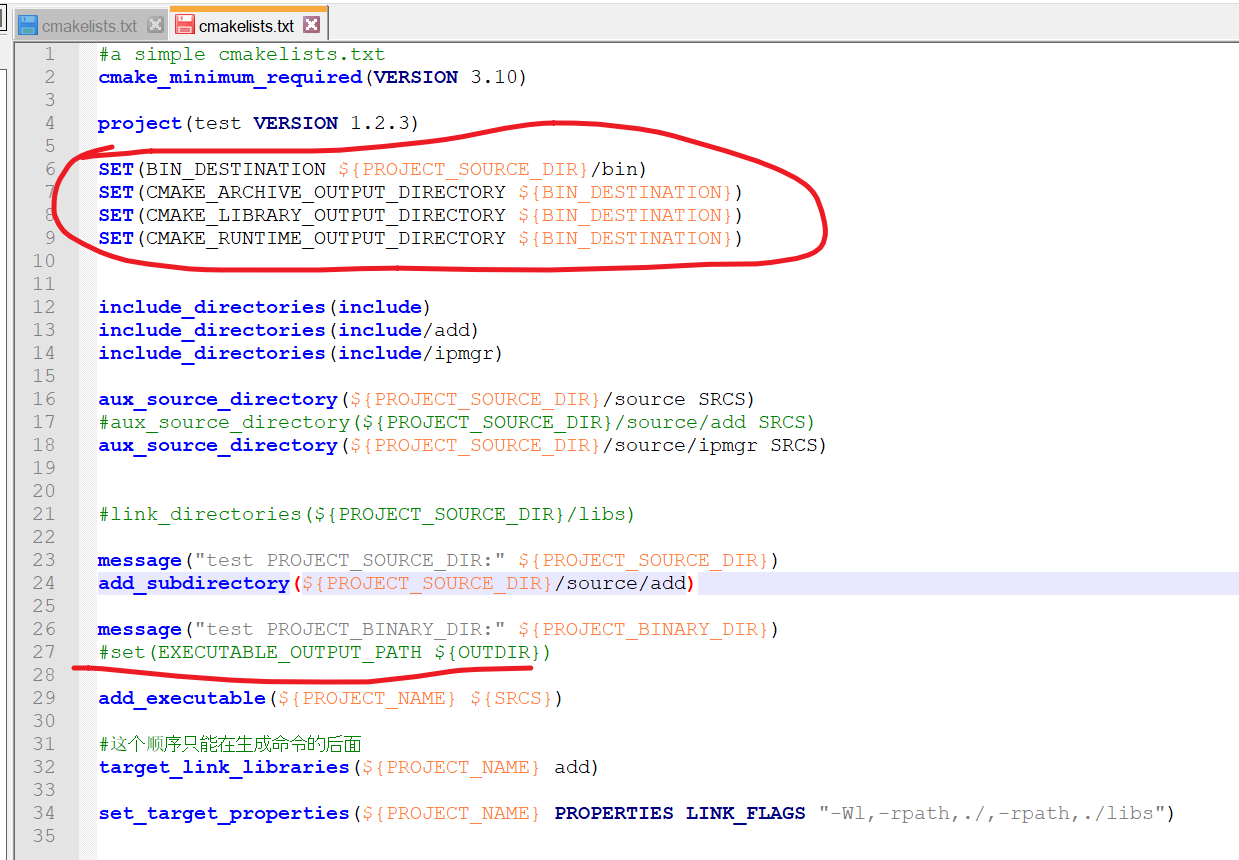 cmakelists.txt cmakelists.txt
1 #a simple cmakelists.txt
2 cmake_minimum_required(VERSION 3.10)
3
4 project(test VERSION 1.2.3)
5
6 SET(BIN_DESTINATION ${PROJECT_SOURCE_DIR}/bin)
7 SET(CMAKE_ARCHIVE_OUTPUT_DIRECTORY ${BIN_DESTINATION})
8 SET(CMAKE_LIBRARY_OUTPUT_DIRECTORY ${BIN_DESTINATION})
9 SET(CMAKE_RUNTIME_OUTPUT_DIRECTORY ${BIN_DESTINATION})
10
11
12 include_directories(include)
13 include_directories(include/add)
14 include_directories(include/ipmgr)
15
16 aux_source_directory(${PROJECT_SOURCE_DIR}/source SRCS)
17 #aux_source_directory(${PROJECT_SOURCE_DIR}/source/add SRCS)
18 aux_source_directory(${PROJECT_SOURCE_DIR}/source/ipmgr SRCS)
19
20
21 #link_directories(${PROJECT_SOURCE_DIR}/libs)
22
23 message("test PROJECT_SOURCE_DIR:" ${PROJECT_SOURCE_DIR})
24 add_subdirectory(${PROJECT_SOURCE_DIR}/source/add)
25
26 message("test PROJECT_BINARY_DIR:" ${PROJECT_BINARY_DIR})
27 #set(EXECUTABLE_OUTPUT_PATH ${OUTDIR})
28
29 add_executable(${PROJECT_NAME} ${SRCS})
30
31 #这个顺序只能在生成命令的后面
32 target_link_libraries(${PROJECT_NAME} add)
33
34 set_target_properties(${PROJECT_NAME} PROPERTIES LINK_FLAGS "-Wl,-rpath,./,-rpath,./libs")
35